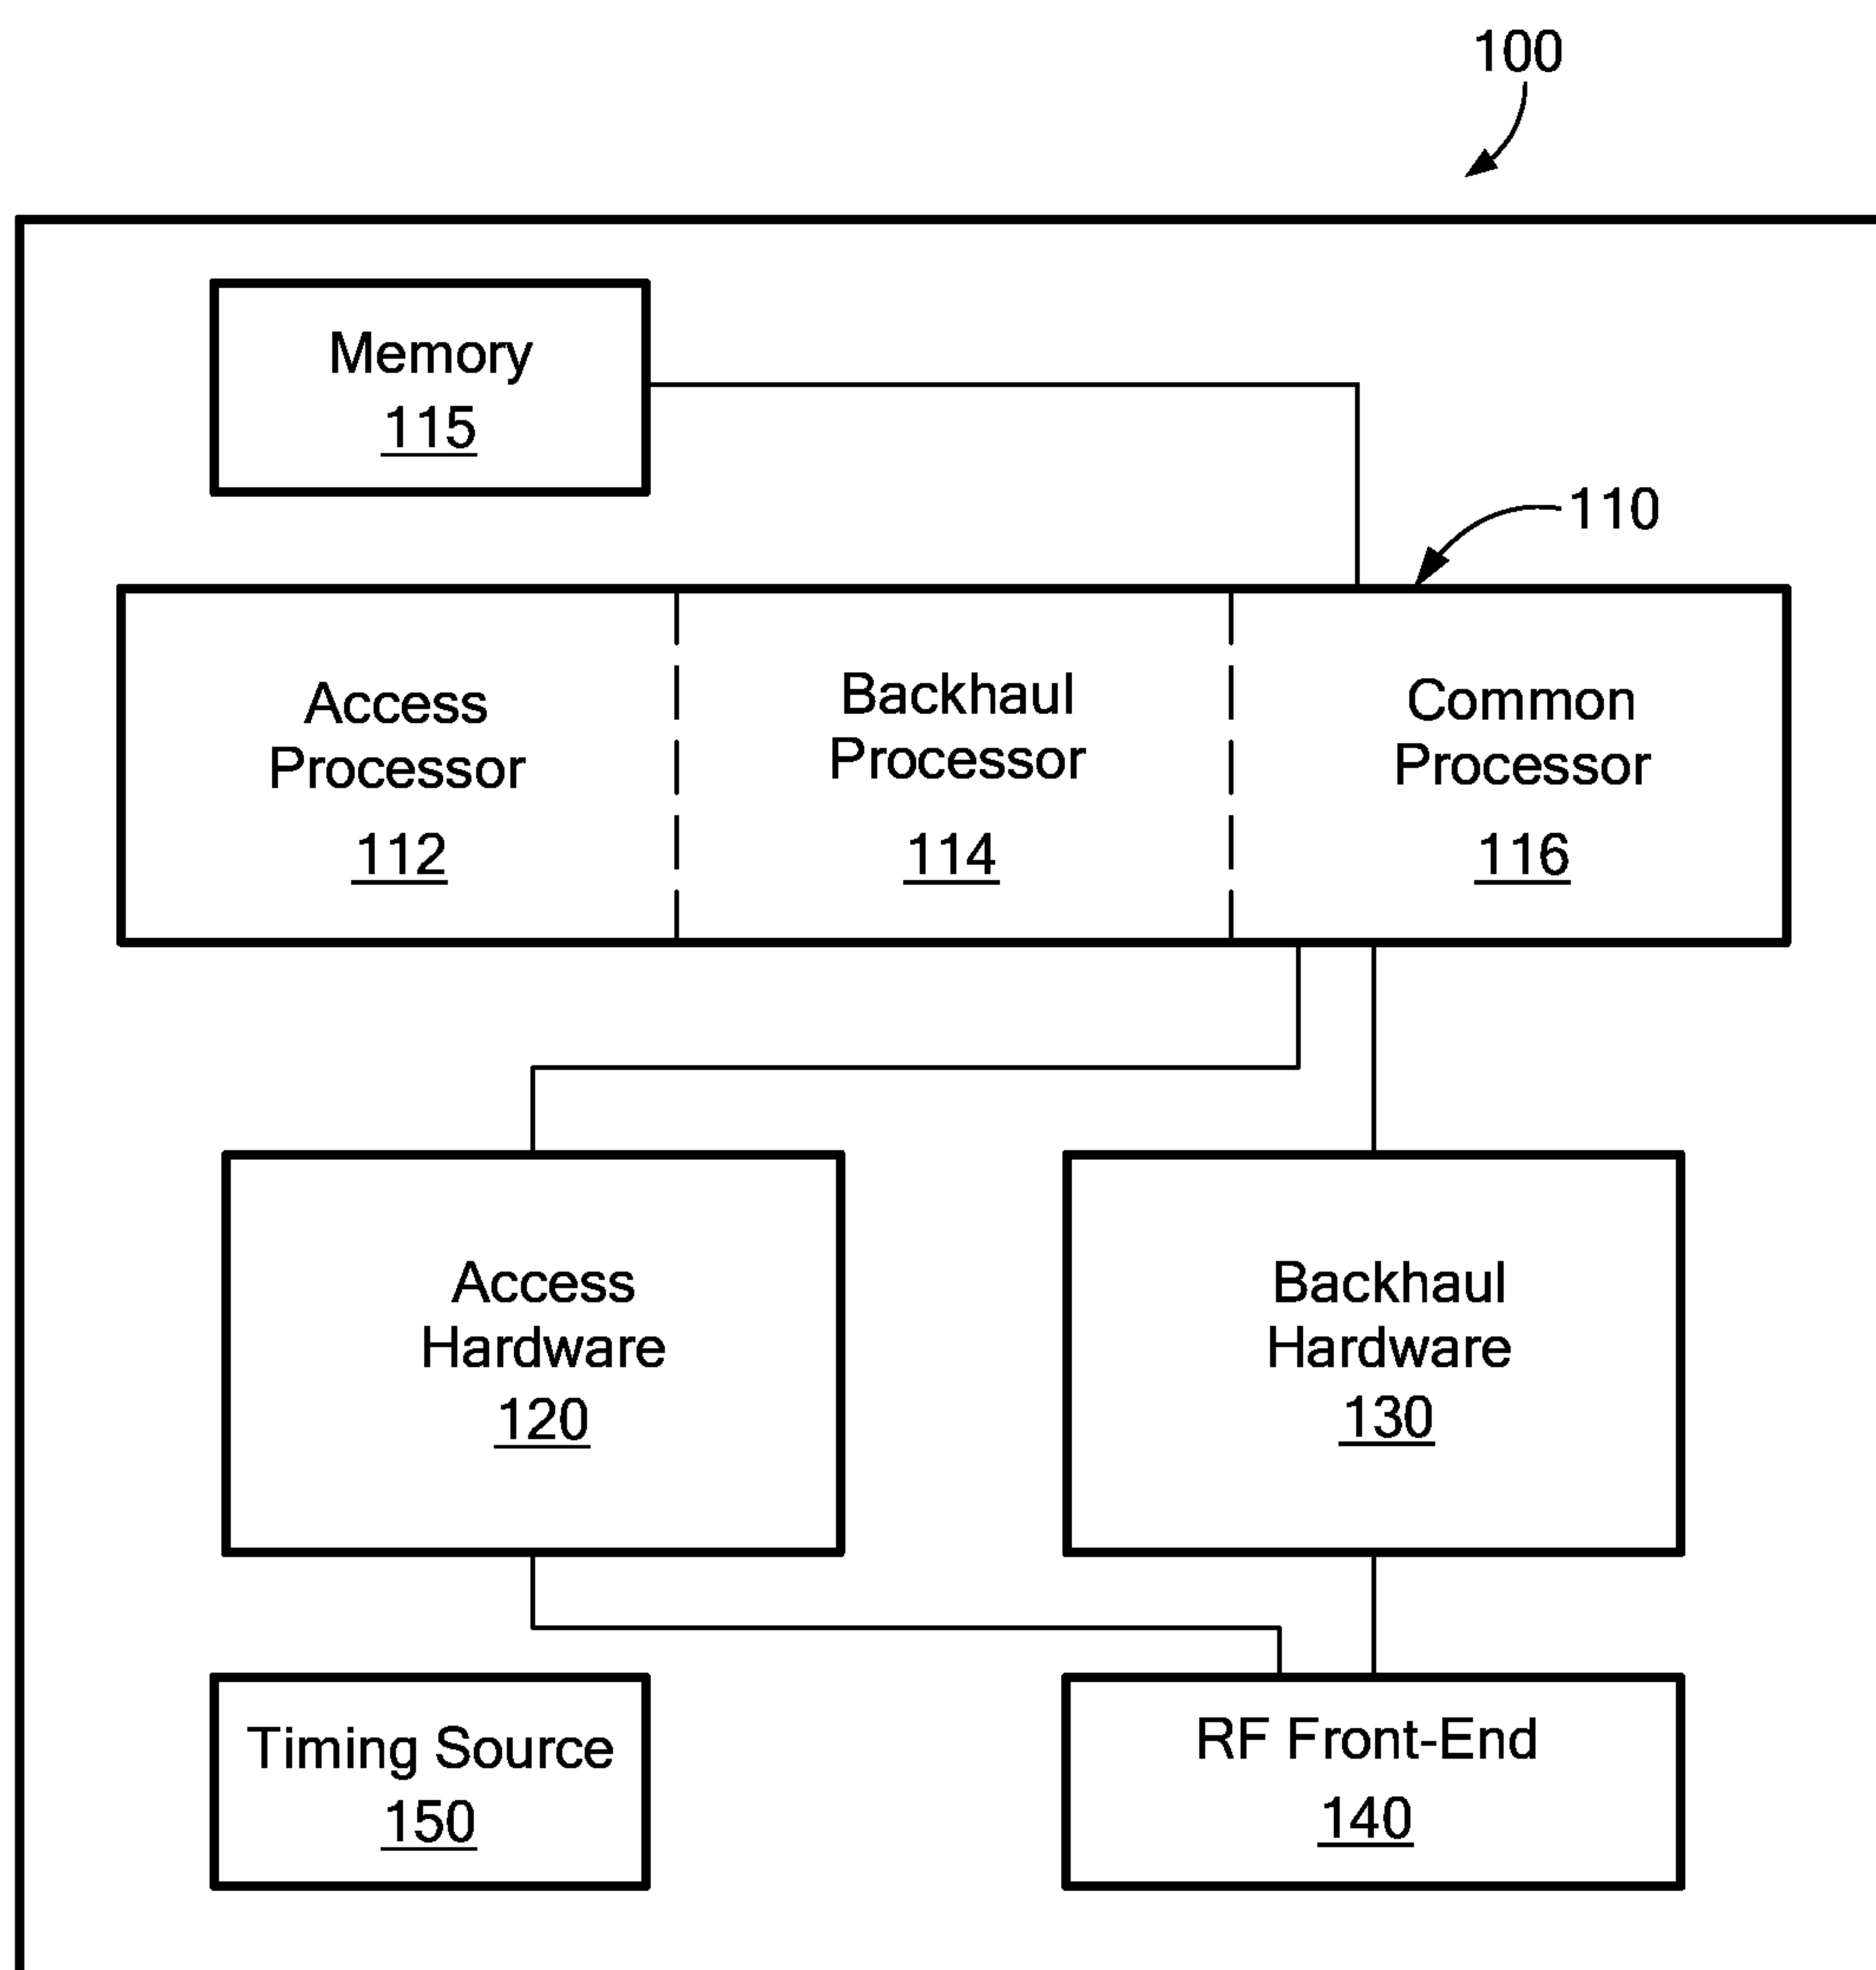 100
Memory
115
110
Access
Processor
112
Backhaul
Processor
114
Common
Processor
116
Access
Hardware
120
Backhaul
Hardware
130
Timing Source
150
RF Front-End
140